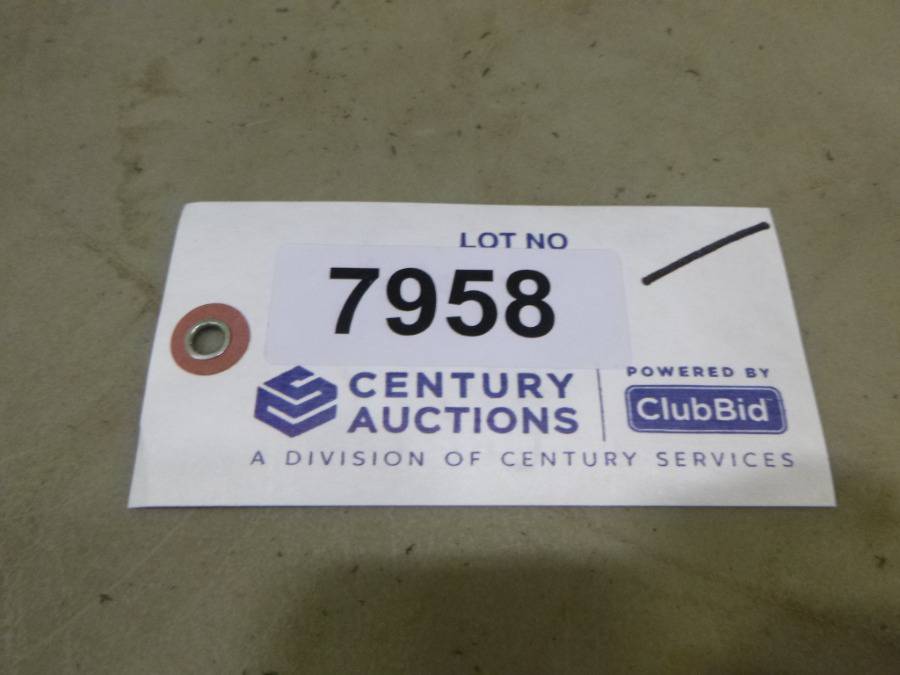 LOT NO
7958
CENTURY
AUCTIONS
POWERED BY
ClubBid
A DIVISION OF CENTURY SERVICES